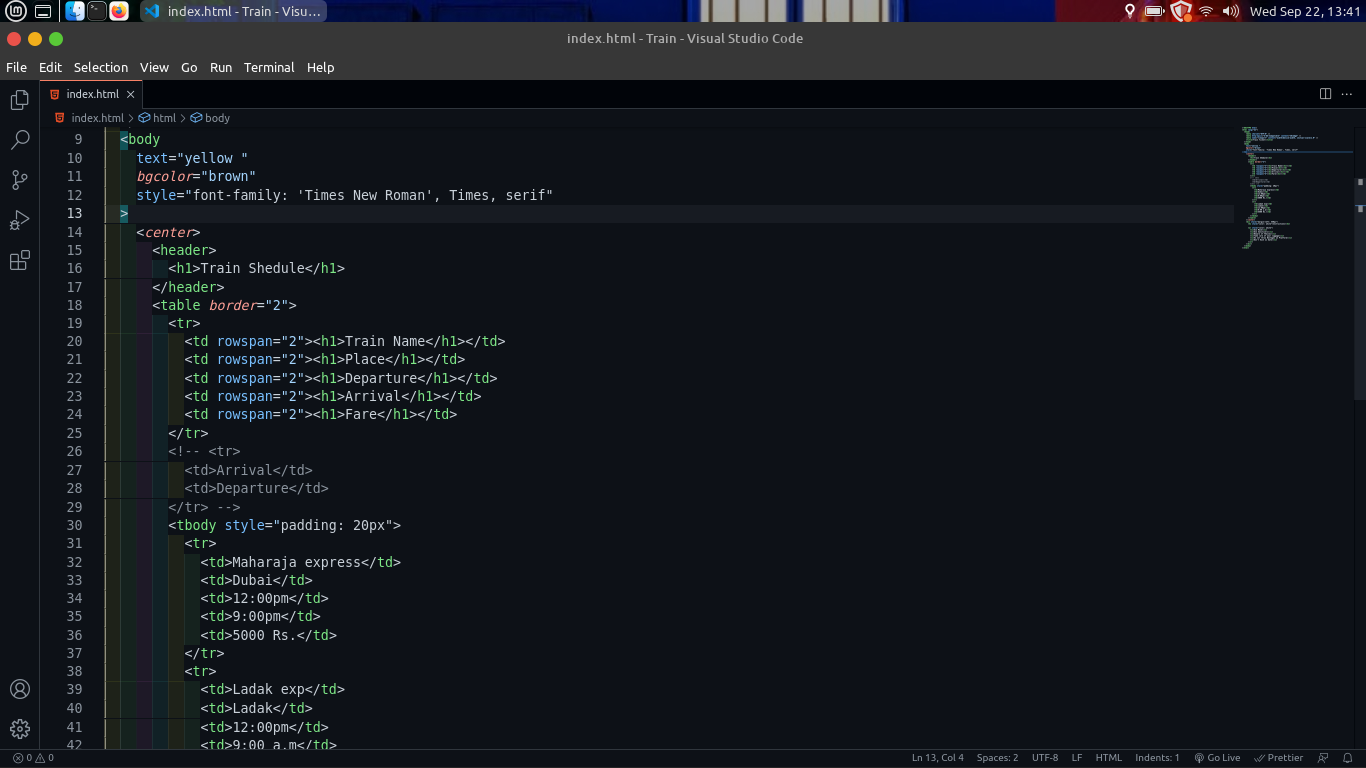 index.html - Train - Visu...
Wed Sep 22, 13:41
index.html - Train - Visual Studio Code
File Edit Selection View Go Run Terminal Help
index.html ×
index.html > html > body
9 <body
10 text="yellow "
11 bgcolor="brown"
12 style="font-family: 'Times New Roman', Times, serif"
13 >
14 <center>
15 <header>
16 <h1>Train Shedule</h1>
17 </header>
18 <table border="2">
19 <tr>
20 <td rowspan="2"><h1>Train Name</h1></td>
21 <td rowspan="2"><h1>Place</h1></td>
22 <td rowspan="2"><h1>Departure</h1></td>
23 <td rowspan="2"><h1>Arrival</h1></td>
24 <td rowspan="2"><h1>Fare</h1></td>
25 </tr>
26 <!-- <tr>
27 <td>Arrival</td>
28 <td>Departure</td>
29 </tr> -->
30 <tbody style="padding: 20px">
31 <tr>
32 <td>Maharaja express</td>
33 <td>Dubai</td>
34 <td>12:00pm</td>
35 <td>9:00pm</td>
36 <td>5000 Rs.</td>
37 </tr>
38 <tr>
39 <td>Ladak exp</td>
40 <td>Ladak</td>
41 <td>12:00pm</td>
42 <td>9:00 a.m</td>
0 0 Ln 13, Col 4 Spaces: 2 UTF-8 LF HTML Indents: 1 Go Live Prettier